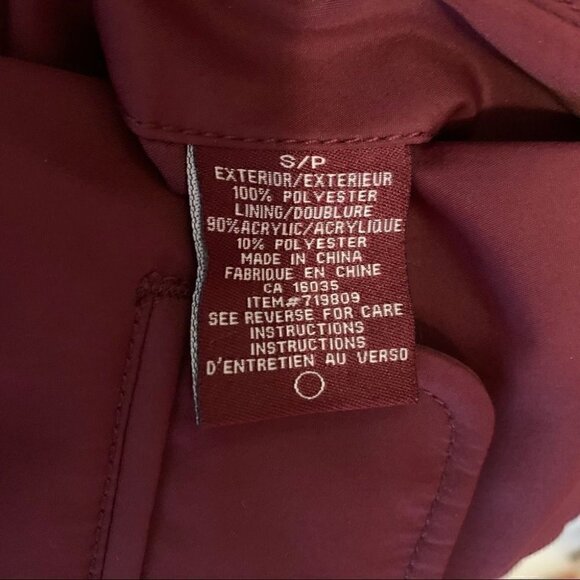 S/P
EXTERIOR/EXTERIEUR
100% POLYESTER
LINING/DOUBLURE
90%ACRYLIC/ACRYLIQUE
10% POLYESTER
MADE IN CHINA
FABRIQUE EN CHINE
CA 16035
ITEM#719809
SEE REVERSE FOR CARE
INSTRUCTIONS
INSTRUCTIONS
D'ENTRETIEN AU VERSO